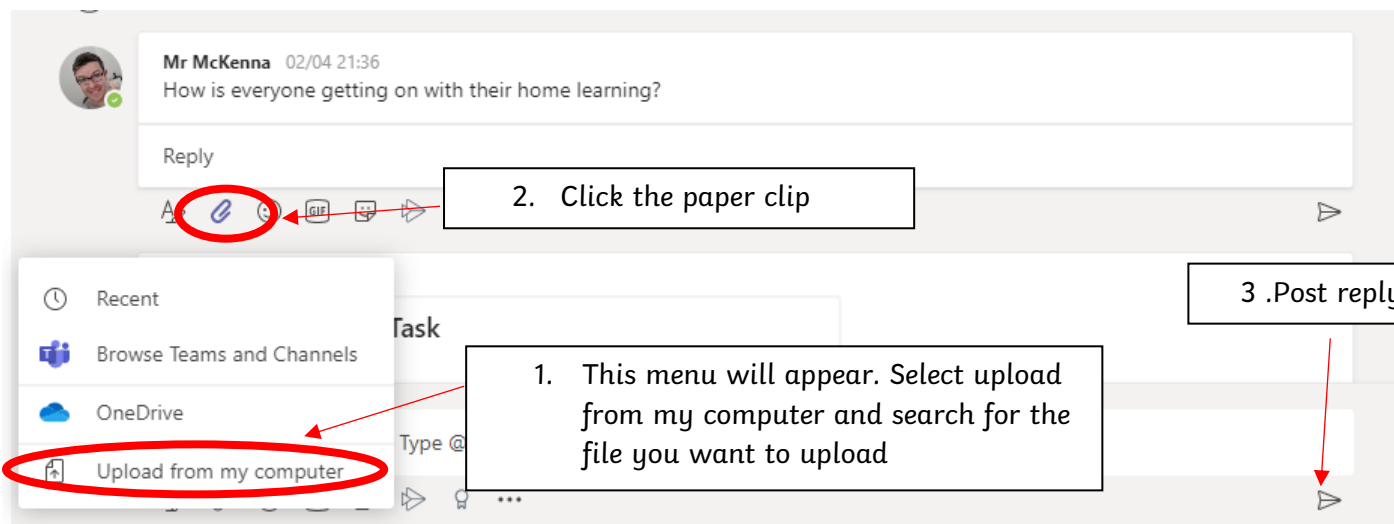 Mr McKenna 02/04 21:36
How is everyone getting on with their home learning?
Reply
2. Click the paper clip
GIF
Recent
Browse Teams and Channels
OneDrive
Upload from my computer
Task
3 .Post reply
1. This menu will appear. Select upload
from my computer and search for the
file you want to upload
Type @